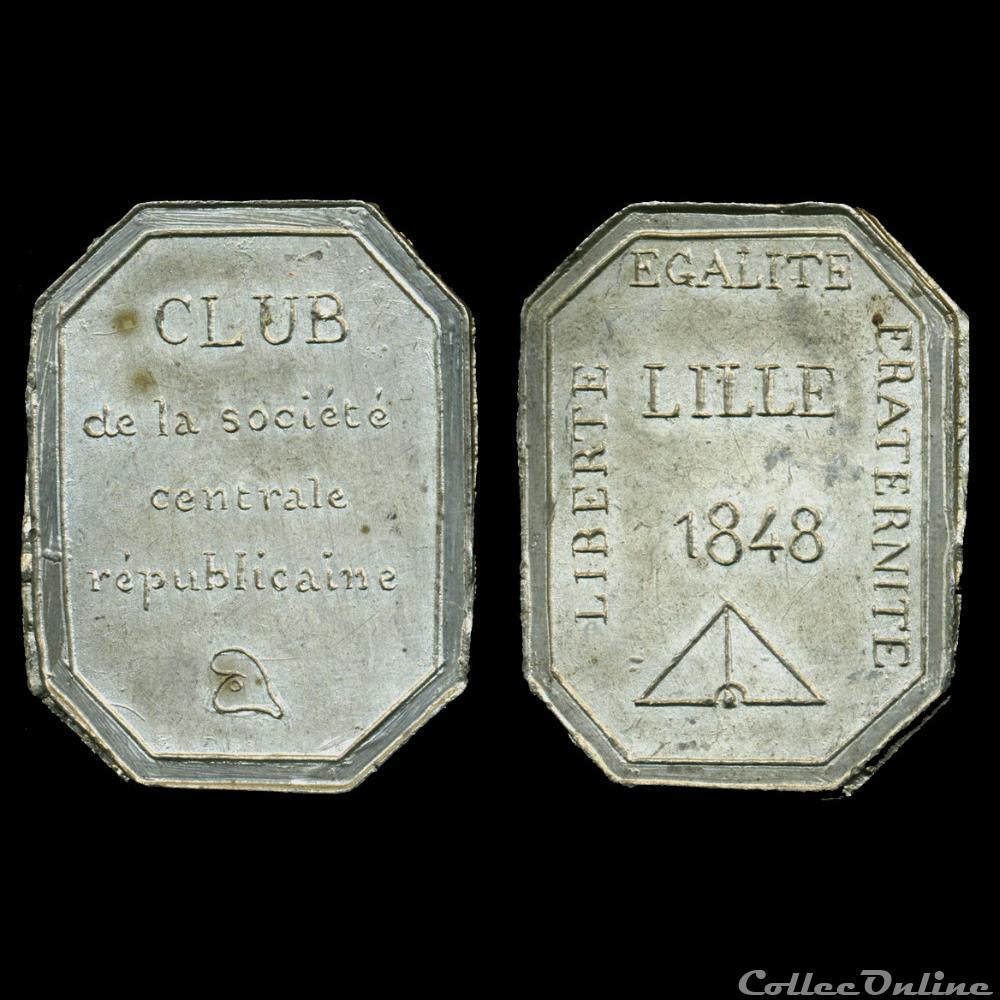 CLUB
de la société
centrale
républicaine
EGALITE
LIBERTE
FRATERNITE
LILLE
1848
CollecOnline